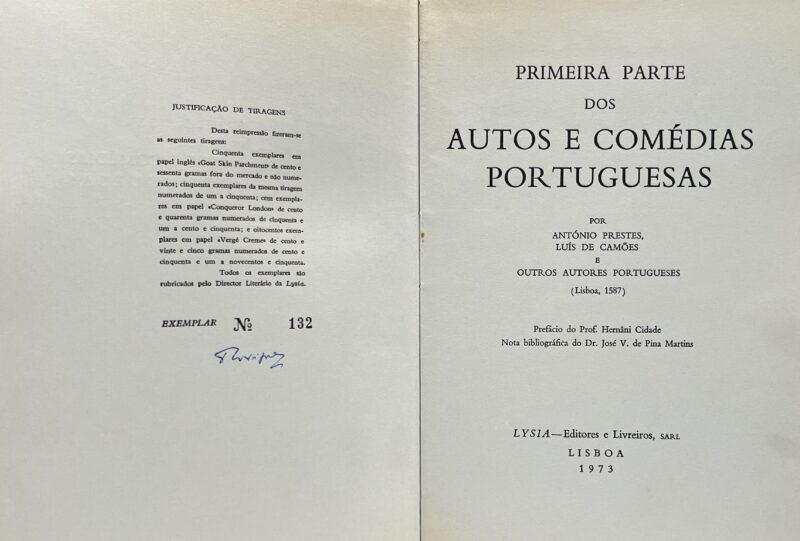 JUSTIFICAÇÃO DE TIRAGENS
Desta reimpressão fizeram-se
as seguintes tiragens:
Cinquenta exemplares em
papel inglês «Goat Skin Parchment» de cento e
sessenta gramas fora do mercado e não nume-
rados; cinquenta exemplares da mesma tiragem
numerados de um a cinquenta; cem exempla-
res em papel «Conqueror London» de cento
e quarenta gramas numerados de cinquenta e
um a cento e cinquenta; e oitocentos exem-
plares em papel «Vergé Creme» de cento e
vinte e cinco gramas numerados de cento e
cinquenta e um a novecentos e cinquenta.
Todos os exemplares são
rubricados pelo Director Literário da Lysia.
EXEMPLAR № 132
PRIMEIRA PARTE
DOS
AUTOS E COMÉDIAS
PORTUGUESAS
POR
ANTÓNIO PRESTES,
LUÍS DE CAMÕES
E
OUTROS AUTORES PORTUGUESES
(Lisboa, 1587)
Prefácio do Prof. Hernâni Cidade
Nota bibliográfica do Dr. José V. de Pina Martins
LYSIA—Editores e Livreiros, SARL
LISBOA
1973